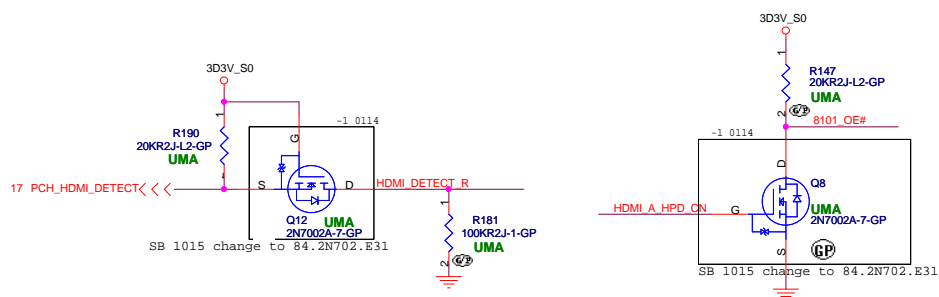 3D3V_S0
1
R190
20KR2J-L2-GP
UMA
-1 0114
G
17 PCH_HDMI_DETECT
S
D
HDMI_DETECT_R
Q12
UMA
2N7002A-7-GP
SB 1015 change to 84.2N702.E31
1
R181
100KR2J-1-GP
UMA
2
G/P
3D3V_S0
1
R147
20KR2J-L2-GP
UMA
2
G/P
8101_OE#
-1 0114
D
Q8
HDMI_A_HPD_CN
G
UMA
2N7002A-7-GP
S
GP
SB 1015 change to 84.2N702.E31